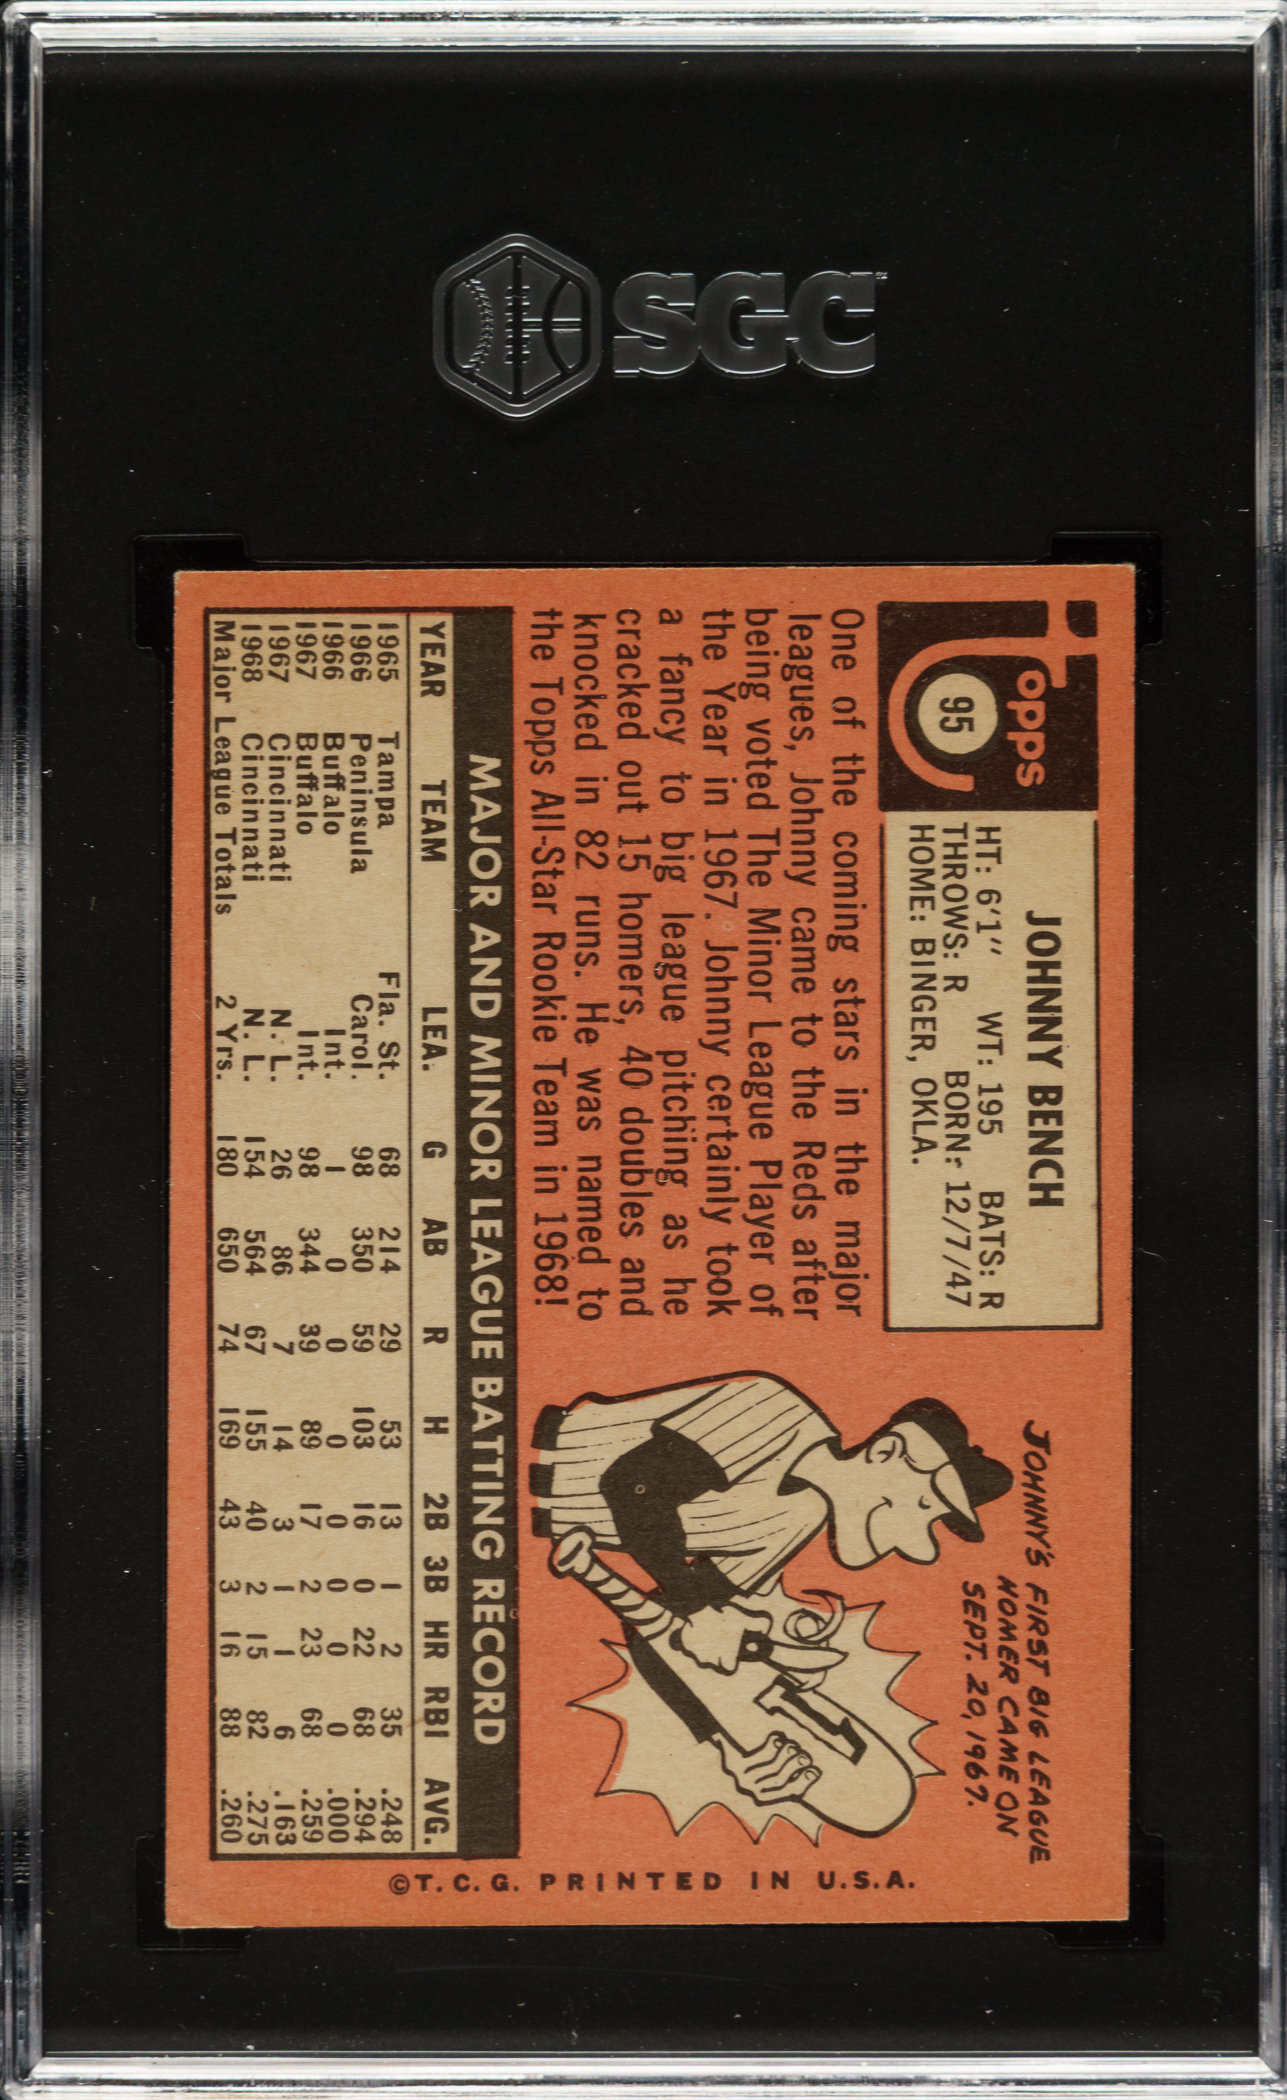 SGC
Topps
95
JOHNNY BENCH
HT: 6'1" WT: 195 BATS: R
THROWS: R BORN: 12/7/47
HOME: BINGER, OKLA.
One of the coming stars in the major
leagues, Johnny came to the Reds after
being voted The Minor League Player of
the Year in 1967. Johnny certainly took
a fancy to big league pitching as he
cracked out 15 homers, 40 doubles and
knocked in 82 runs. He was named to
the Topps All-Star Rookie Team in 1968!
JOHNNY'S FIRST BIG LEAGUE
HOMER CAME ON
SEPT. 20, 1967.
MAJOR AND MINOR LEAGUE BATTING RECORD
YEAR TEAM LEA. G AB R H 2B 3B HR RBI AVG.
1965 Tampa Fla. St. 68 214 29 53 13 1 2 35 .248
1966 Peninsula Carol. 98 350 59 103 16 0 22 68 .294
1966 Buffalo Int. 1 0 0 0 0 0 0 0 .000
1967 Buffalo Int. 98 344 39 89 17 2 23 68 .259
1967 Cincinnati N. L. 26 86 7 14 3 1 1 6 .163
1968 Cincinnati N. L. 154 564 67 155 40 2 15 82 .275
Major League Totals 2 Yrs. 180 650 74 169 43 3 16 88 .260
©T.C.G. PRINTED IN U.S.A.